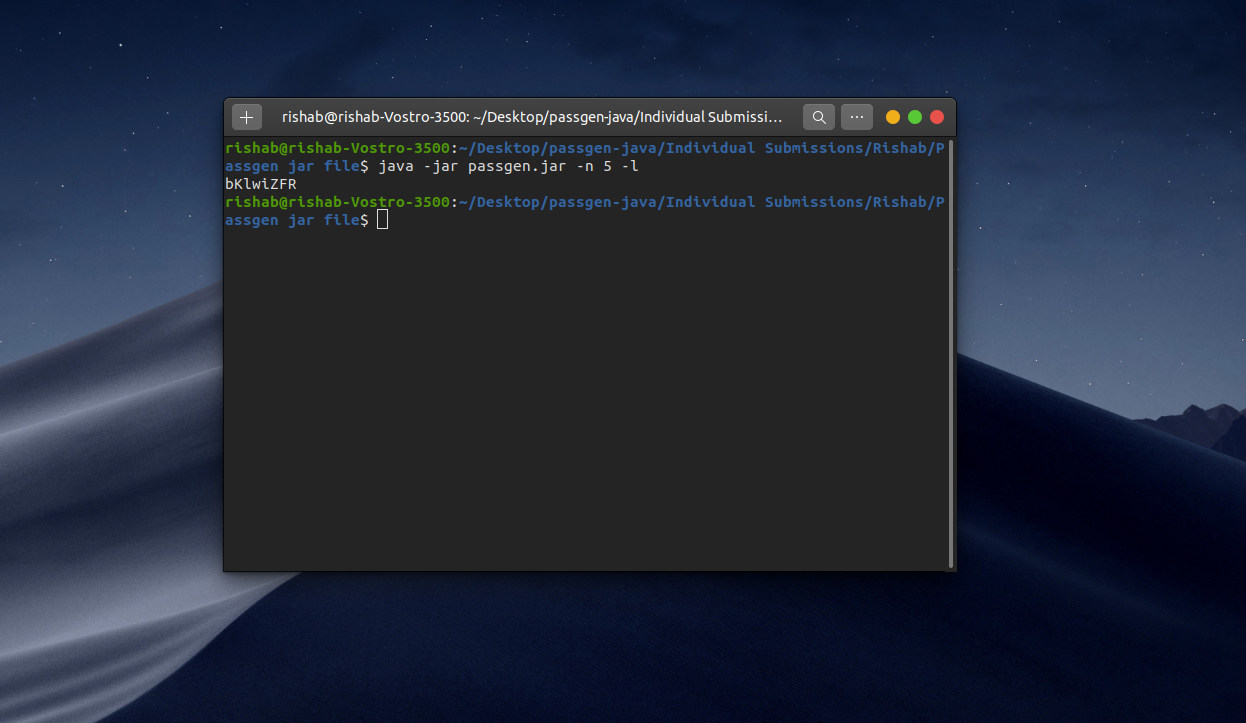 rishab@rishab-Vostro-3500: ~/Desktop/passgen-java/Individual Submissi...
rishab@rishab-Vostro-3500:~/Desktop/passgen-java/Individual Submissions/Rishab/P
assgen jar file$ java -jar passgen.jar -n 5 -l
bKlwiZFR
rishab@rishab-Vostro-3500:~/Desktop/passgen-java/Individual Submissions/Rishab/P
assgen jar file$